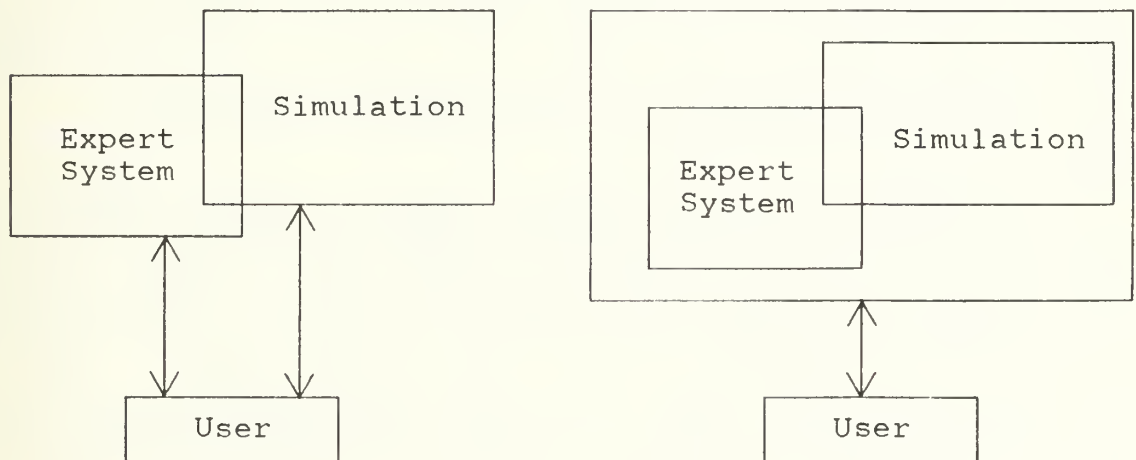 Simulation
Expert
System
User
Simulation
Expert
System
User